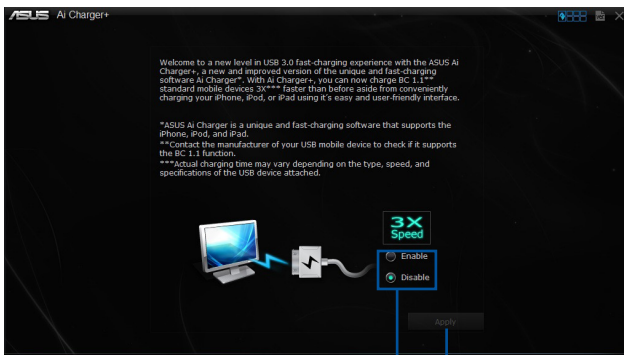 ASUS Ai Charger+
Welcome to a new level in USB 3.0 fast-charging experience with the ASUS Ai
Charger+, a new and improved version of the unique and fast-charging
software Ai Charger*. With Ai Charger+, you can now charge BC 1.1**
standard mobile devices 3X*** faster than before aside from conveniently
charging your iPhone, iPod, or iPad using it's easy and user-friendly interface.
*ASUS Ai Charger is a unique and fast-charging software that supports the
iPhone, iPod, and iPad.
**Contact the manufacturer of your USB mobile device to check if it supports
the BC 1.1 function.
***Actual charging time may vary depending on the type, speed, and
specifications of the USB device attached.
3X
Speed
Enable
Disable
Apply